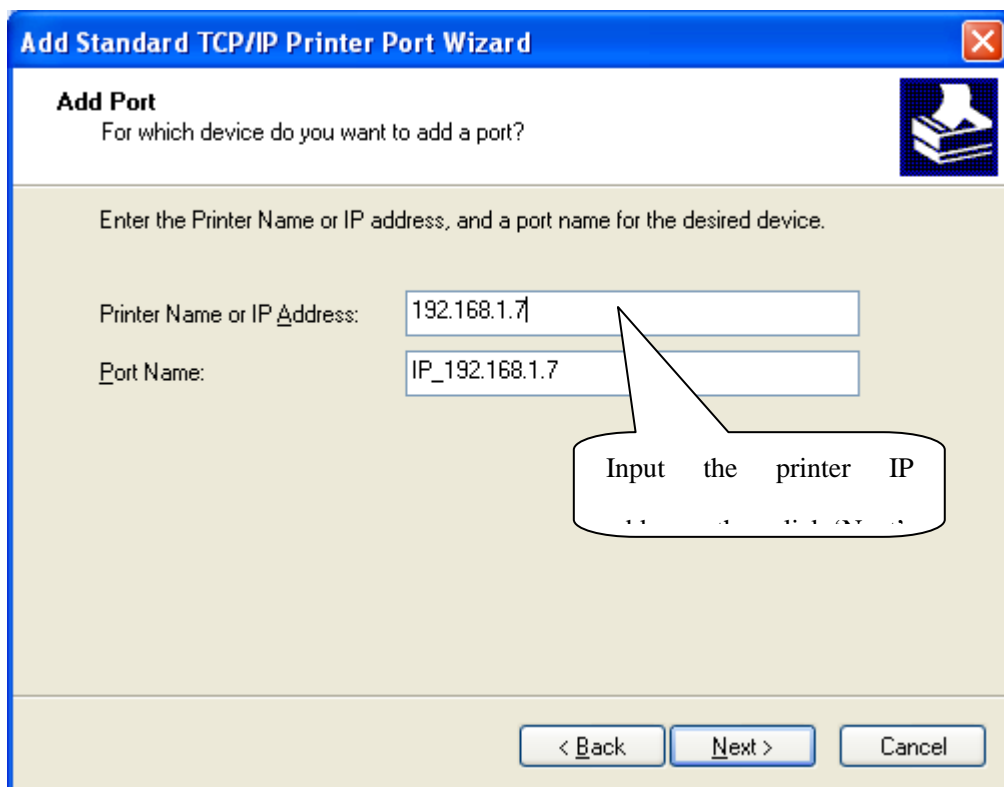 Add Standard TCP/IP Printer Port Wizard
Add Port
For which device do you want to add a port?
Enter the Printer Name or IP address, and a port name for the desired device.
Printer Name or IP Address:
192.168.1.7
Port Name:
IP_192.168.1.7
Input the printer IP
< Back
Next >
Cancel